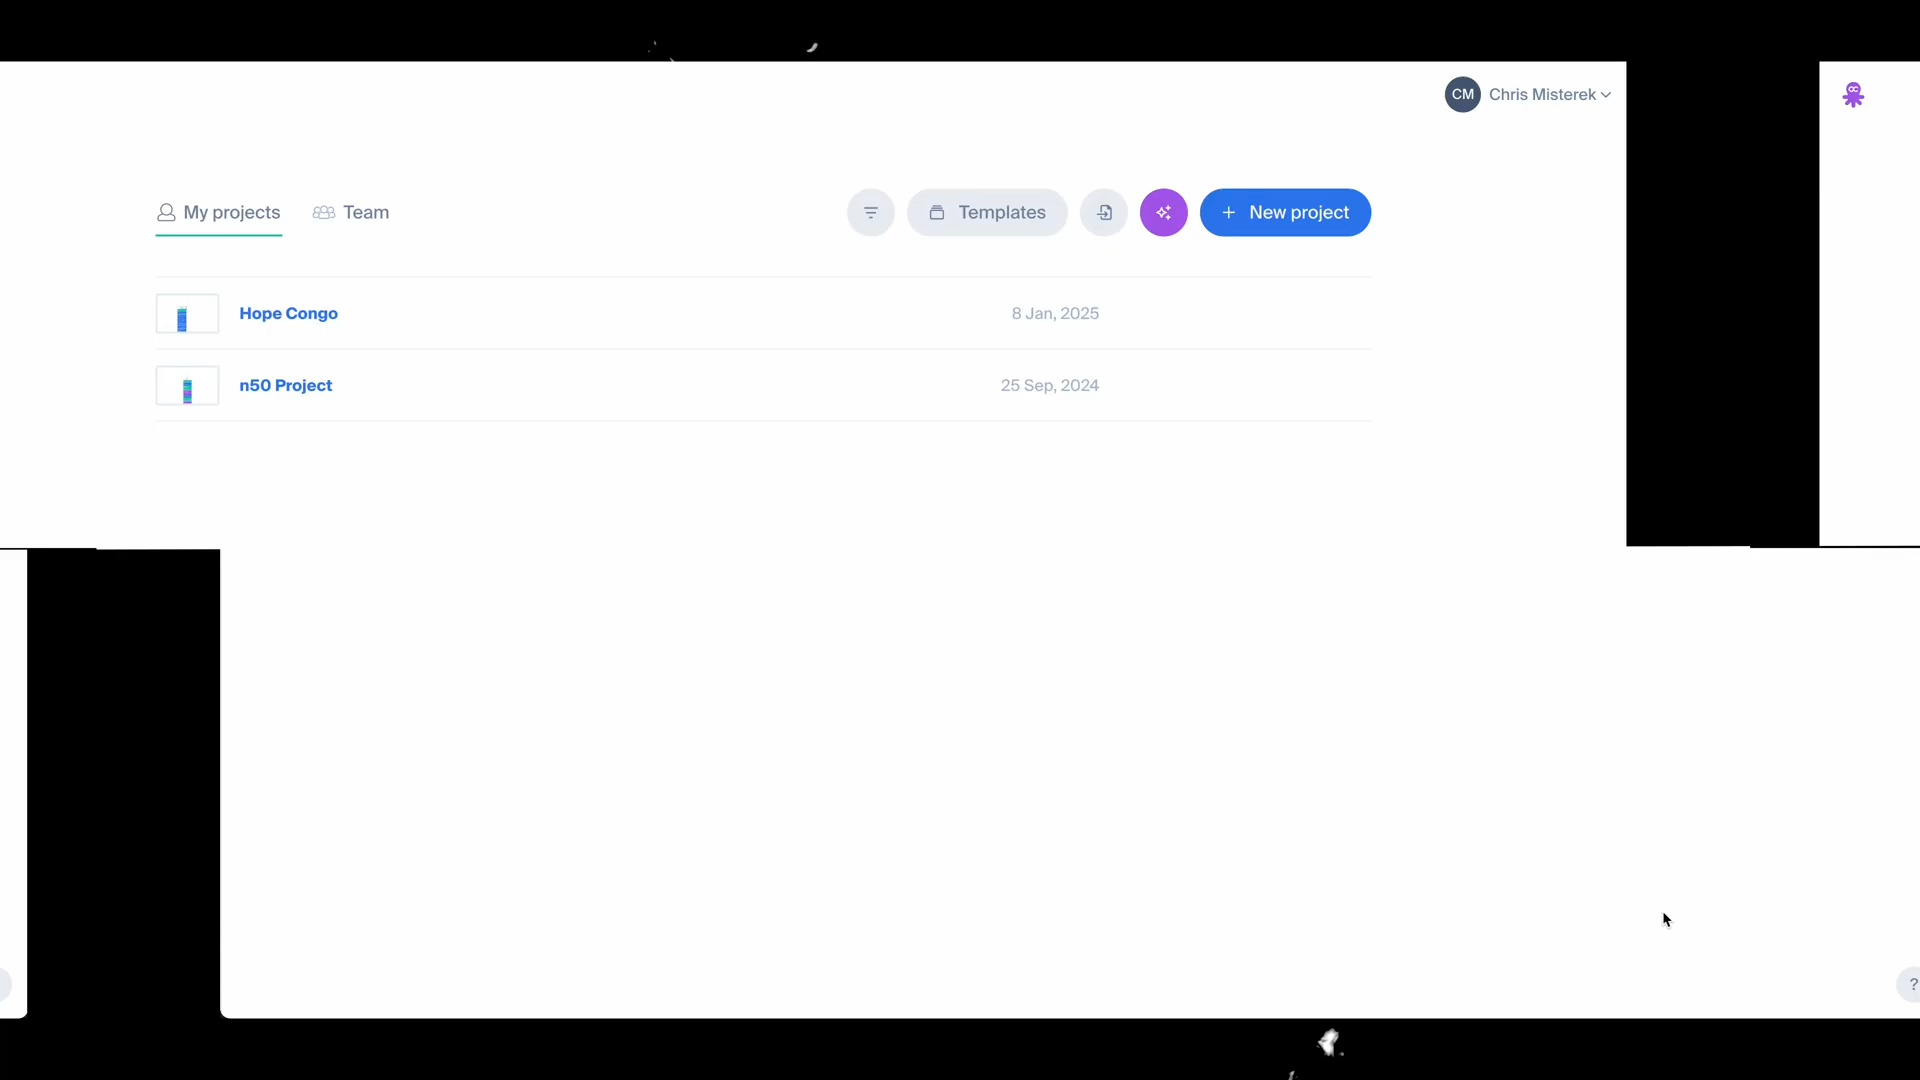 CM Chris Misterek
My projects Team Templates New project
Hope Congo 8 Jan, 2025
n50 Project 25 Sep, 2024
?